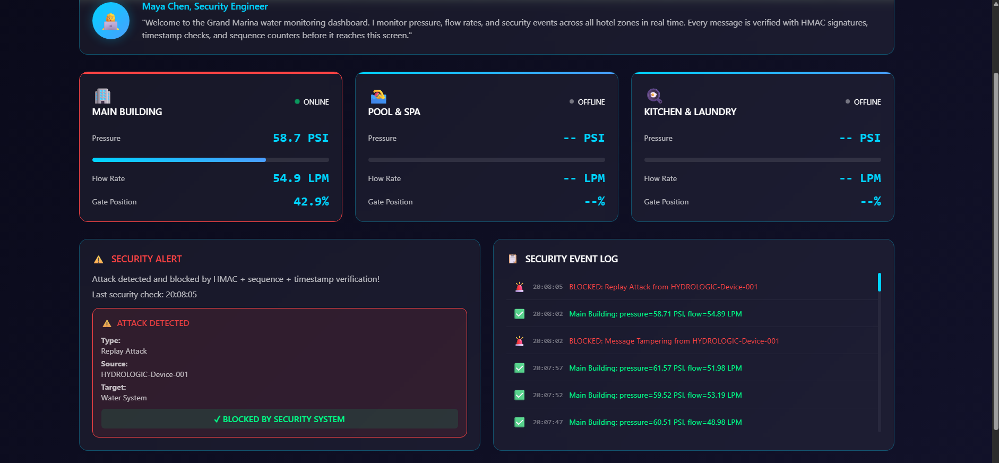 Maya Chen, Security Engineer
"Welcome to the Grand Marina water monitoring dashboard. I monitor pressure, flow rates, and security events across all hotel zones in real time. Every message is verified with HMAC signatures,
timestamp checks, and sequence counters before it reaches this screen."
ONLINE
MAIN BUILDING
Pressure 58.7 PSI
Flow Rate 54.9 LPM
Gate Position 42.9%
OFFLINE
POOL & SPA
Pressure -- PSI
Flow Rate -- LPM
Gate Position --%
OFFLINE
KITCHEN & LAUNDRY
Pressure -- PSI
Flow Rate -- LPM
Gate Position --%
SECURITY ALERT
Attack detected and blocked by HMAC + sequence + timestamp verification!
Last security check: 20:08:05
ATTACK DETECTED
Type:
Replay Attack
Source:
HYDROLOGIC-Device-001
Target:
Water System
✓ BLOCKED BY SECURITY SYSTEM
SECURITY EVENT LOG
20:08:05 BLOCKED: Replay Attack from HYDROLOGIC-Device-001
20:08:02 Main Building: pressure=58.71 PSI, flow=54.89 LPM
20:08:02 BLOCKED: Message Tampering from HYDROLOGIC-Device-001
20:07:57 Main Building: pressure=61.57 PSI, flow=51.98 LPM
20:07:52 Main Building: pressure=59.52 PSI, flow=53.19 LPM
20:07:47 Main Building: pressure=60.51 PSI, flow=48.98 LPM